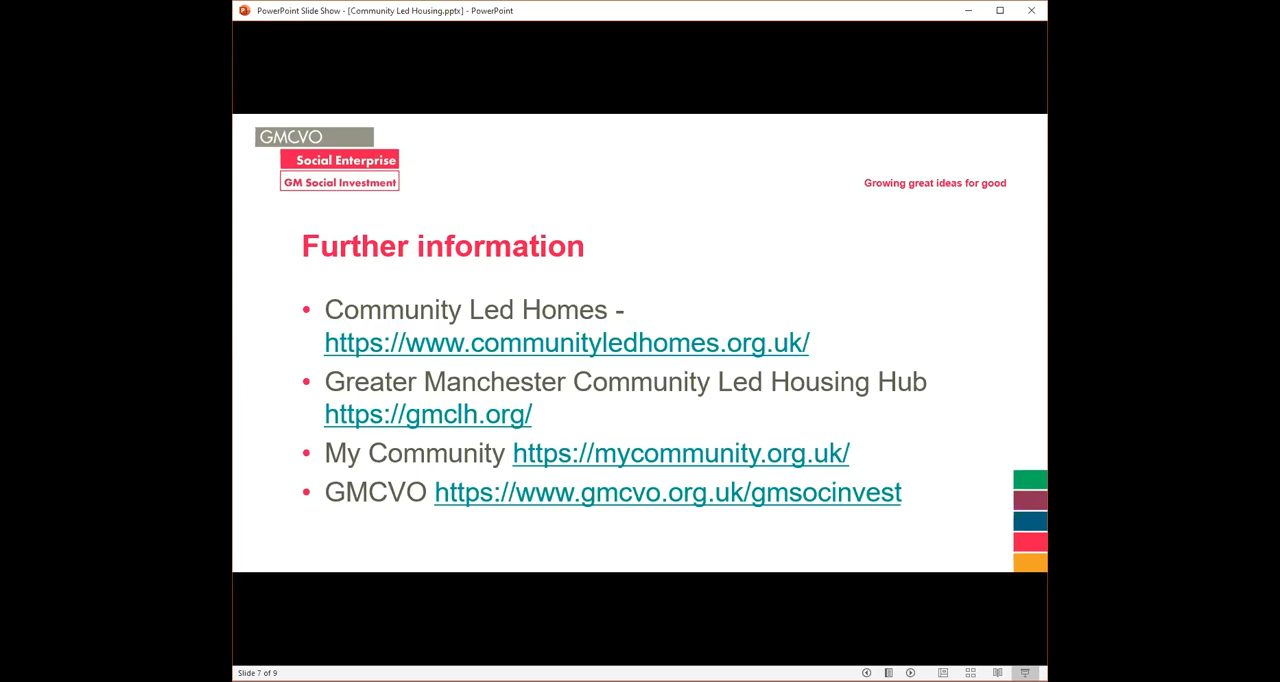 PowerPoint Slide Show - [Community Led Housing.pptx] - PowerPoint
GMCVO
Social Enterprise
GM Social Investment
Growing great ideas for good
Further information
• Community Led Homes -
https://www.communityledhomes.org.uk/
• Greater Manchester Community Led Housing Hub
https://gmclh.org/
• My Community https://mycommunity.org.uk/
• GMCVO https://www.gmcvo.org.uk/gmsocinvest
Slide 7 of 9